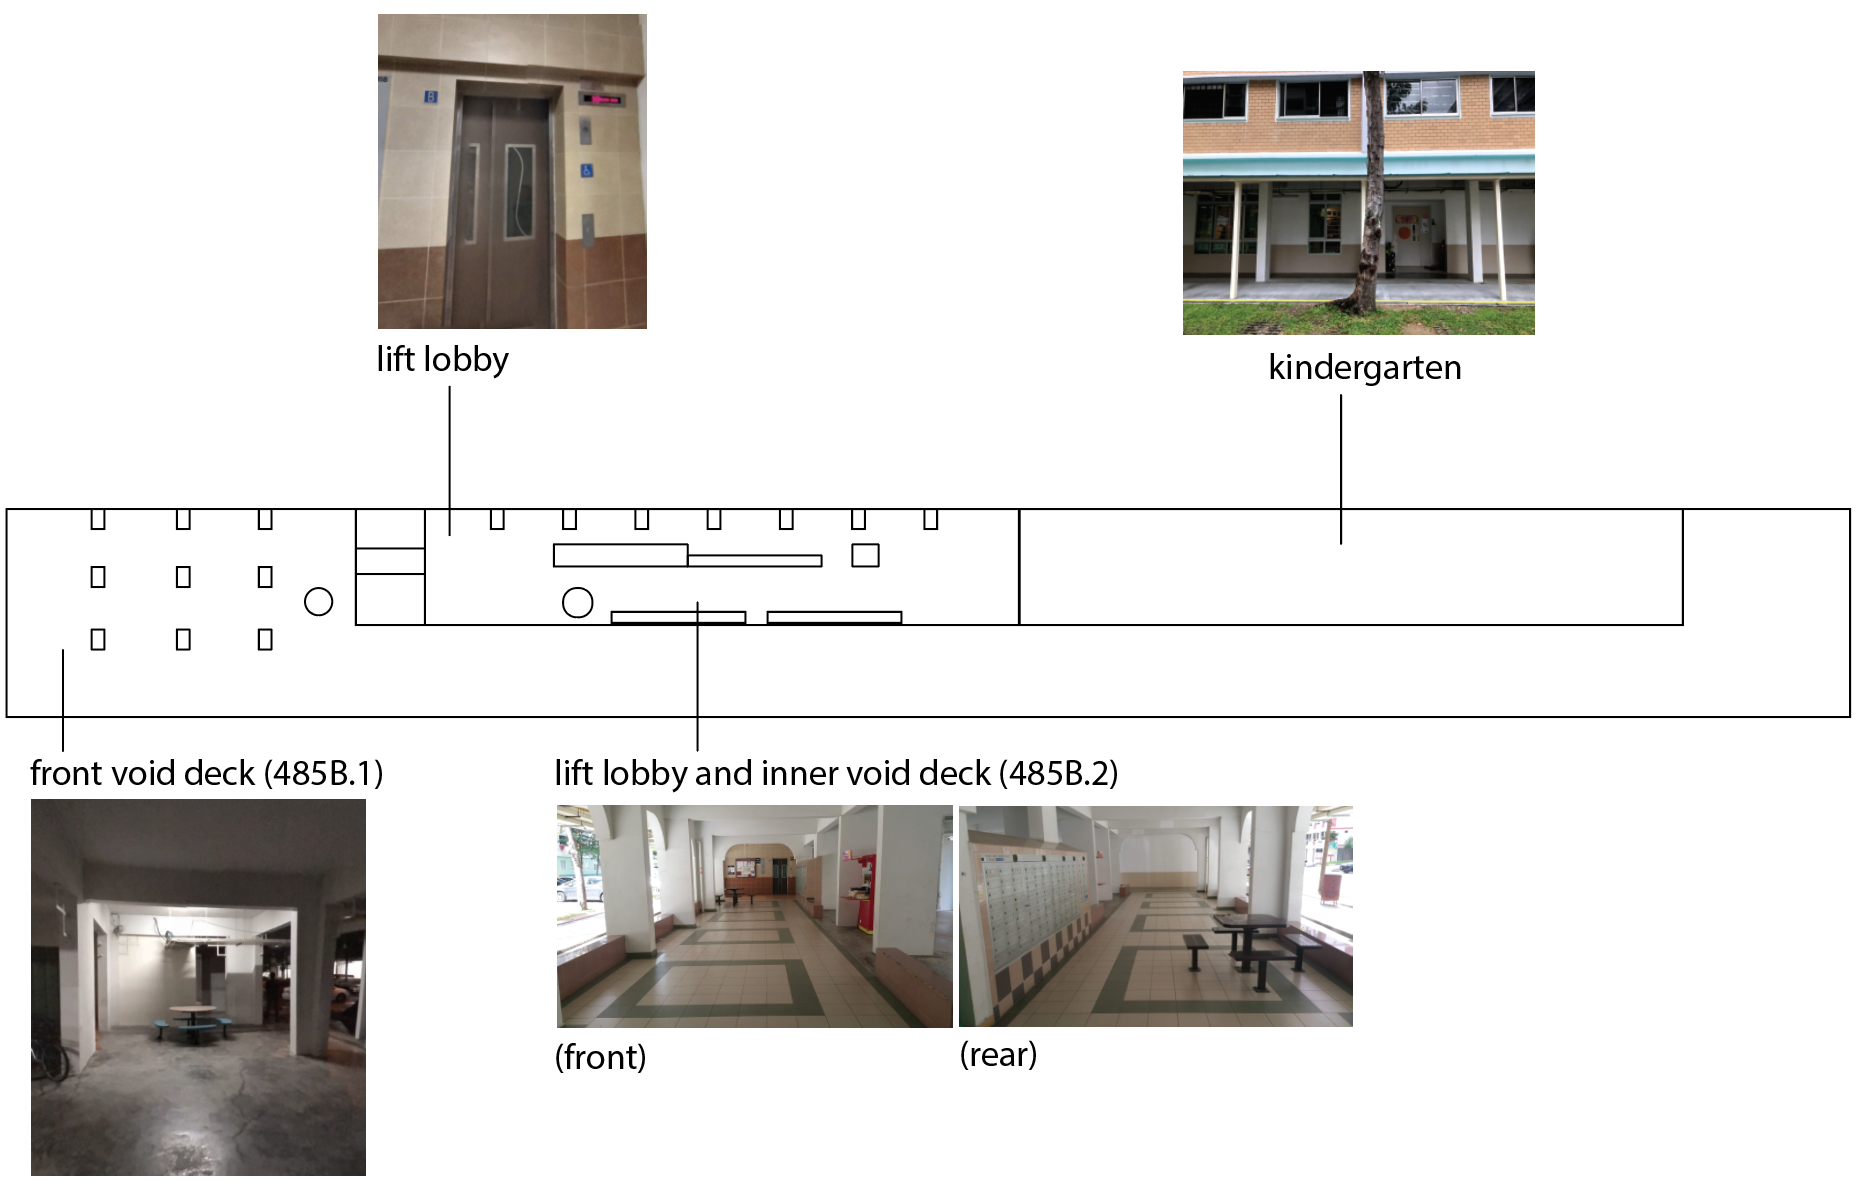 B
lift lobby
kindergarten
front void deck (485B.1)
lift lobby and inner void deck (485B.2)
(front)
(rear)